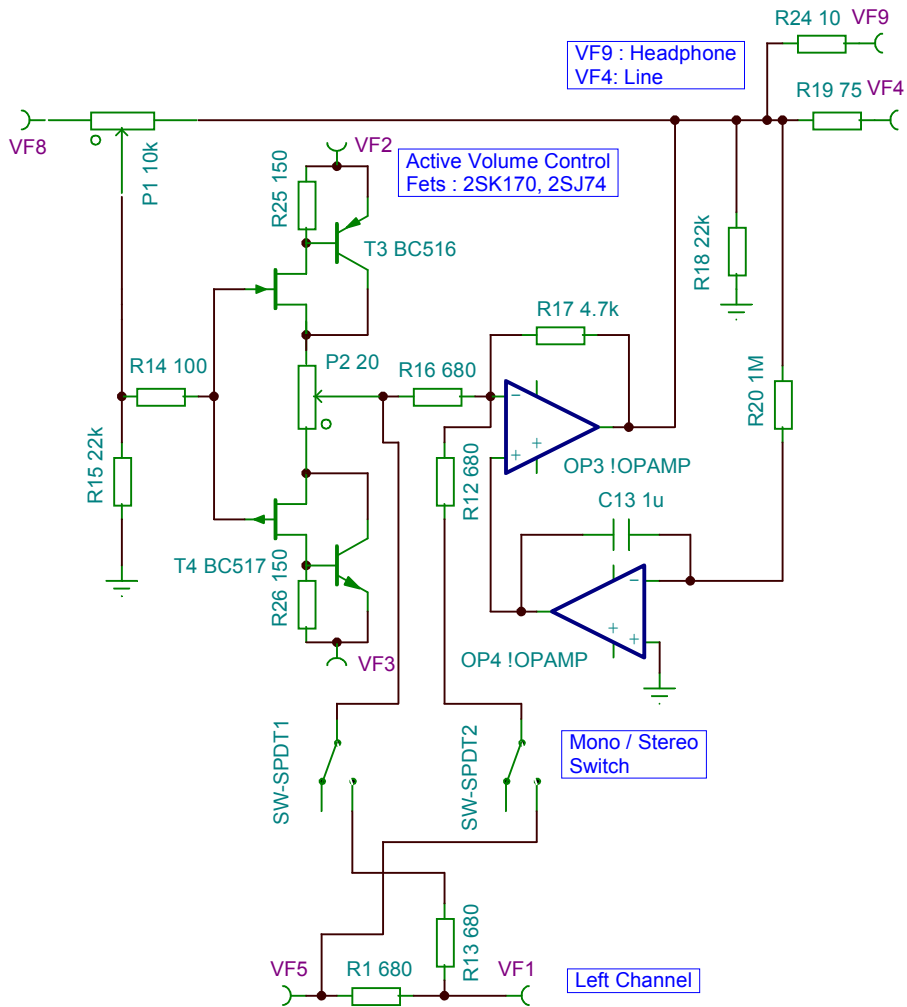 R24 10
VF9
VF9 : Headphone
VF4: Line
R19 75
VF4
VF8
P1 10k
VF2
R25 150
Active Volume Control
Fets : 2SK170, 2SJ74
T3 BC516
R18 22k
R17 4.7k
P2 20
R14 100
R16 680
R20 1M
R15 22k
R12 680
OP3 !OPAMP
C13 1u
T4 BC517
R26 150
VF3
OP4 !OPAMP
SW-SPDT1
SW-SPDT2
Mono / Stereo
Switch
R13 680
VF5
R1 680
VF1
Left Channel